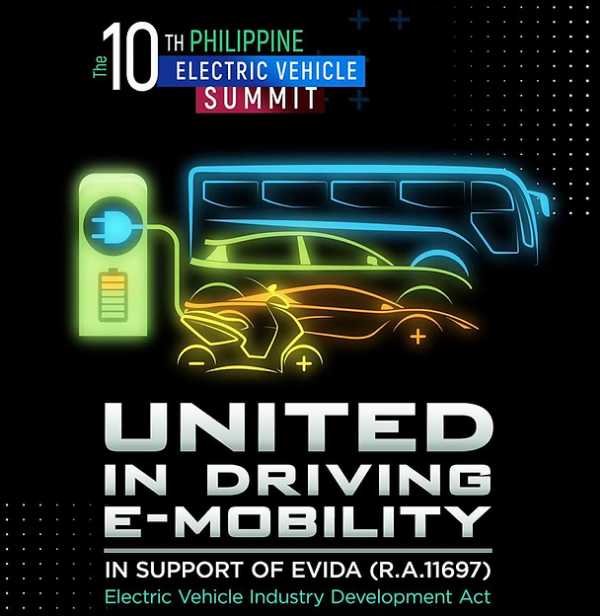 The 10TH PHILIPPINE
ELECTRIC VEHICLE
SUMMIT
UNITED
IN DRIVING
E-MOBILITY
IN SUPPORT OF EVIDA (R.A.11697)
Electric Vehicle Industry Development Act